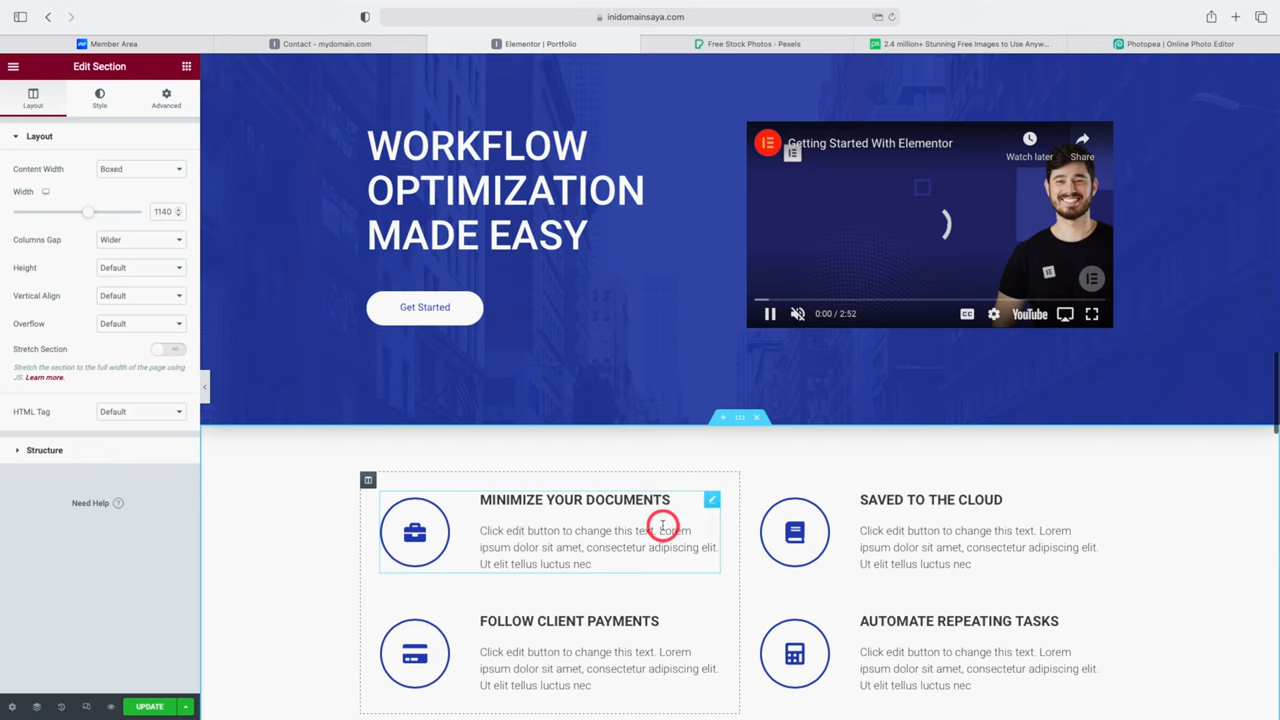 inidomainsaya.com
Member Area
Contact - mydomain.com
Elementor | Portfolio
Free Stock Photos - Pexels
2.4 million+ Stunning Free Images to Use Anyw...
Photopea | Online Photo Editor
Edit Section
Layout
Style
Advanced
Layout
Content Width
Boxed
Width
1140
Columns Gap
Wider
Height
Default
Vertical Align
Default
Overflow
Default
Stretch Section
NO
Stretch the section to the full width of the page using
JS. Learn more.
HTML Tag
Default
Structure
Need Help
UPDATE
WORKFLOW
OPTIMIZATION
MADE EASY
Get Started
Getting Started With Elementor
Watch later
Share
0:00 / 2:52
CC
YouTube
MINIMIZE YOUR DOCUMENTS
Click edit button to change this text. Lorem
ipsum dolor sit amet, consectetur adipiscing elit.
Ut elit tellus luctus nec
SAVED TO THE CLOUD
Click edit button to change this text. Lorem
ipsum dolor sit amet, consectetur adipiscing elit.
Ut elit tellus luctus nec
FOLLOW CLIENT PAYMENTS
Click edit button to change this text. Lorem
ipsum dolor sit amet, consectetur adipiscing elit.
Ut elit tellus luctus nec
AUTOMATE REPEATING TASKS
Click edit button to change this text. Lorem
ipsum dolor sit amet, consectetur adipiscing elit.
Ut elit tellus luctus nec